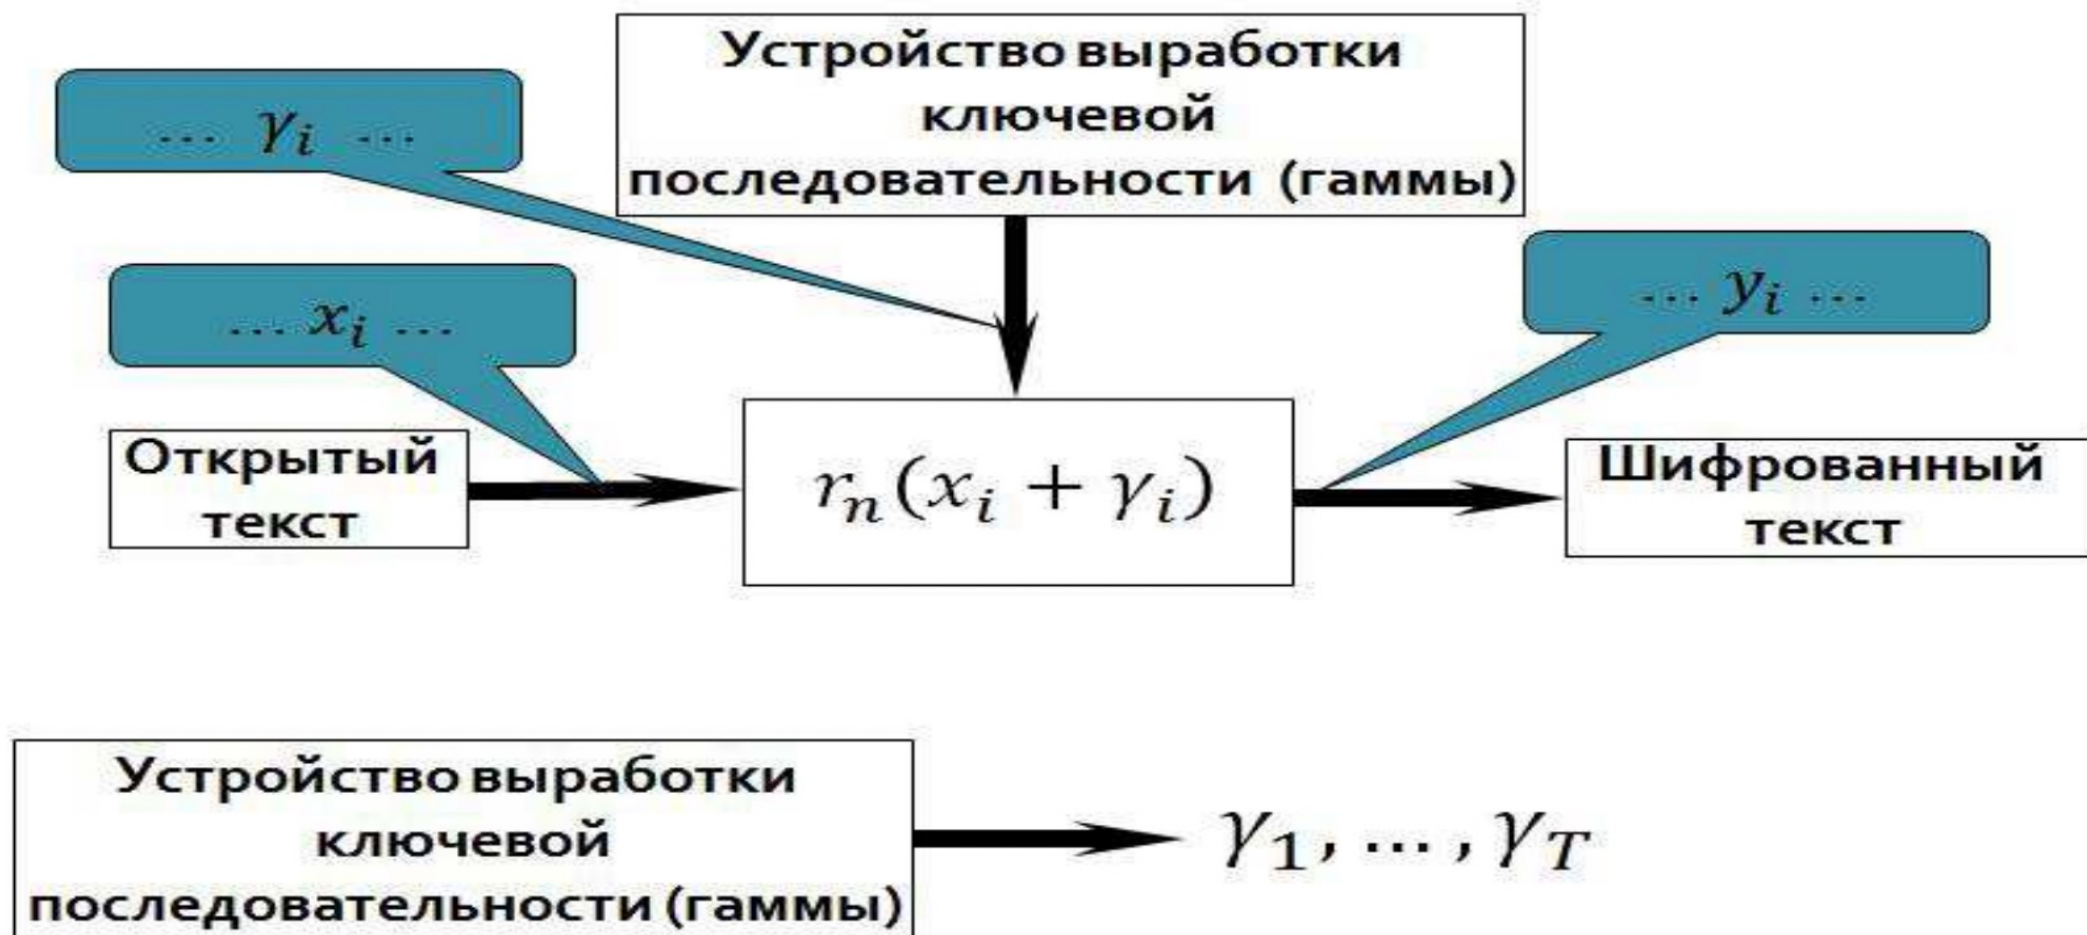 Устройство выработки
ключевой
последовательности (гаммы)
... γᵢ ...
... xᵢ ...
... yᵢ ...
Открытый
текст
rₙ(xᵢ + γᵢ)
Шифрованный
текст
Устройство выработки
ключевой
последовательности (гаммы)
γ₁, ... , γ_T